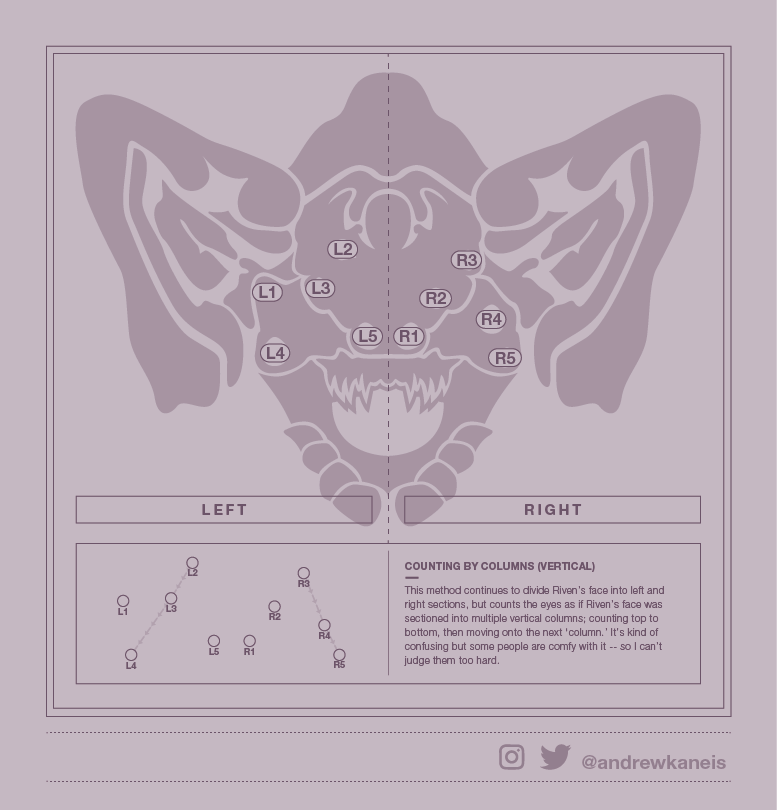 L2
R3
L1
L3
R2
R4
L5
R1
L4
R5
LEFT
RIGHT
L2
R3
L1
L3
R2
R4
L5
R1
L4
R5
COUNTING BY COLUMNS (VERTICAL)
This method continues to divide Riven's face into left and
right sections, but counts the eyes as if Riven's face was
sectioned into multiple vertical columns; counting top to
bottom, then moving onto the next 'column.' It's kind of
confusing but some people are comfy with it -- so I can't
judge them too hard.
@andrewkaneis